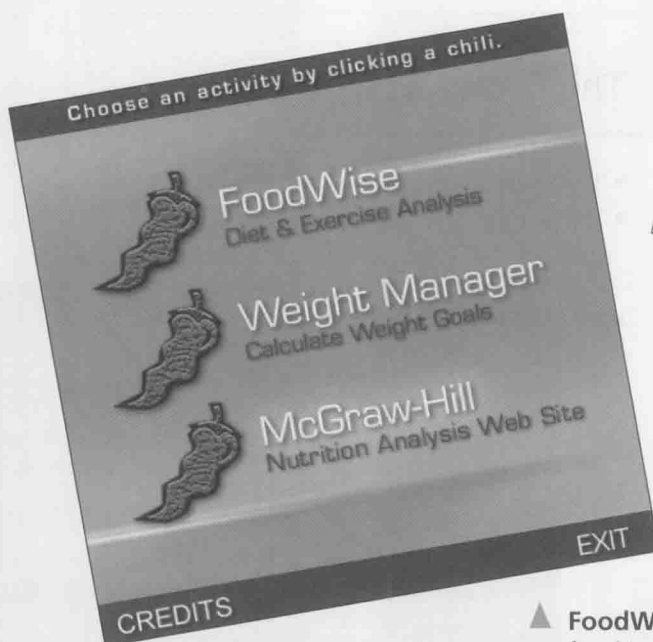 Choose an activity by clicking a chili.
FoodWise
Diet & Exercise Analysis
Weight Manager
Calculate Weight Goals
McGraw-Hill
Nutrition Analysis Web Site
CREDITS
EXIT
▲ FoodW